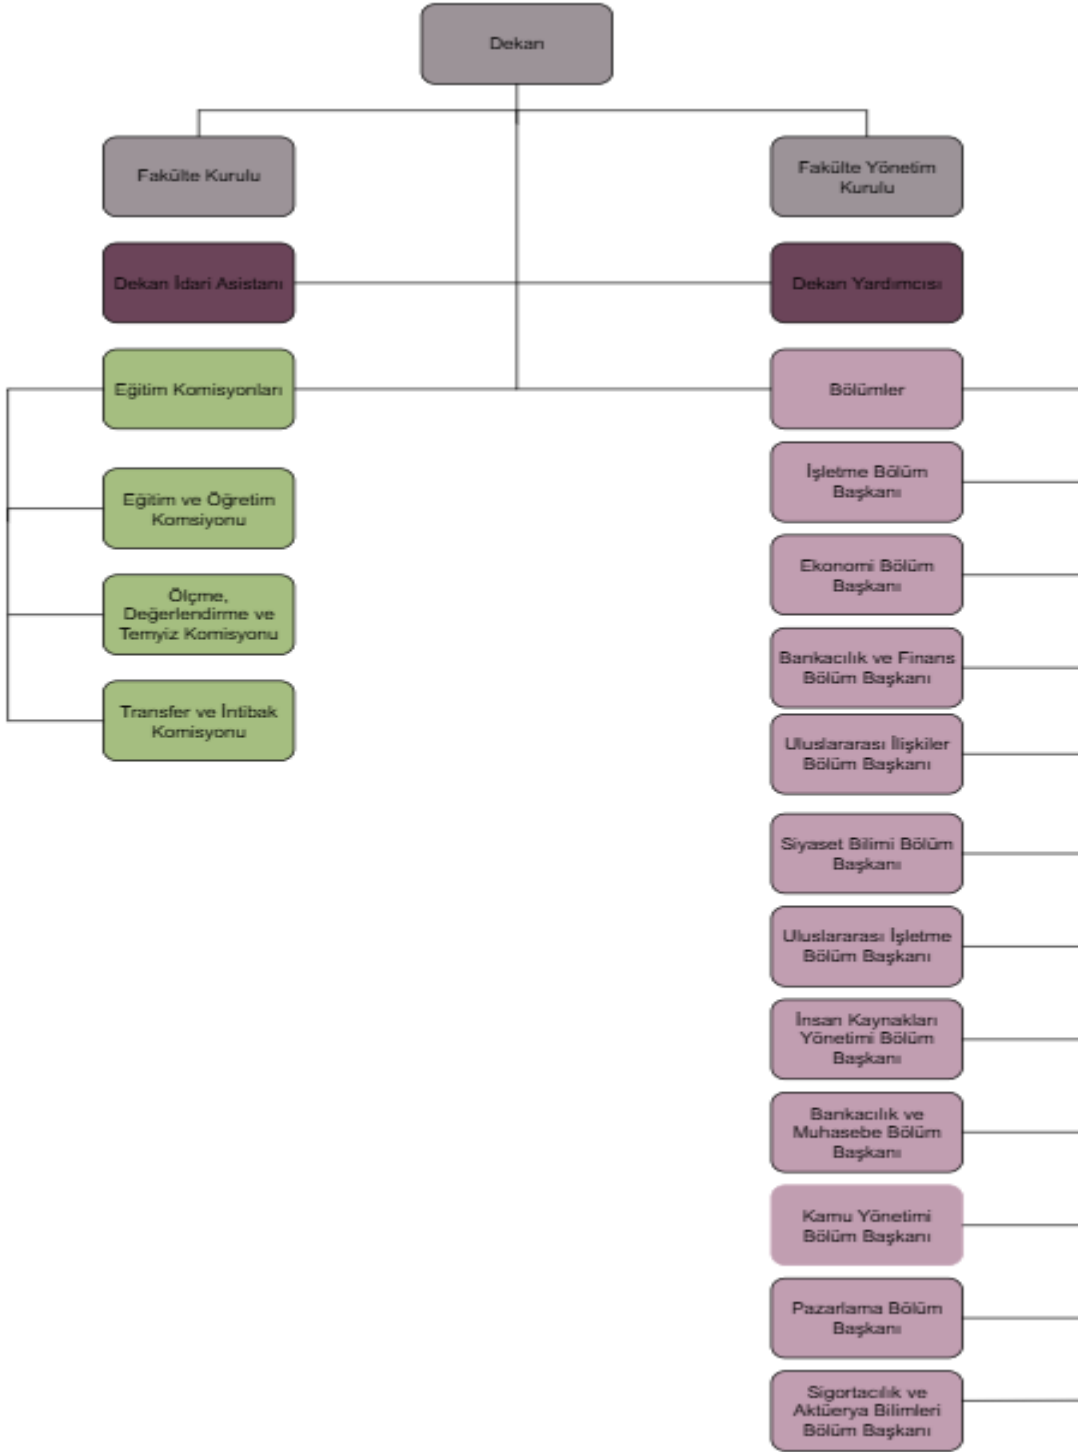 Dekan
Fakülte Kurulu
Fakülte Yönetim
Kurulu
Dekan İdari Asistanı
Dekan Yardımcısı
Eğitim Komisyonları
Bölümler
Eğitim ve Öğretim
Komsiyonu
Ölçme,
Değerlendirme ve
Temyiz Komisyonu
Transfer ve İntibak
Komisyonu
İşletme Bölüm
Başkanı
Ekonomi Bölüm
Başkanı
Bankacılık ve Finans
Bölüm Başkanı
Uluslararası İlişkiler
Bölüm Başkanı
Siyaset Bilimi Bölüm
Başkanı
Uluslararası İşletme
Bölüm Başkanı
İnsan Kaynakları
Yönetimi Bölüm
Başkanı
Bankacılık ve
Muhasebe Bölüm
Başkanı
Kamu Yönetimi
Bölüm Başkanı
Pazarlama Bölüm
Başkanı
Sigortacılık ve
Aktüerya Bilimleri
Bölüm Başkanı